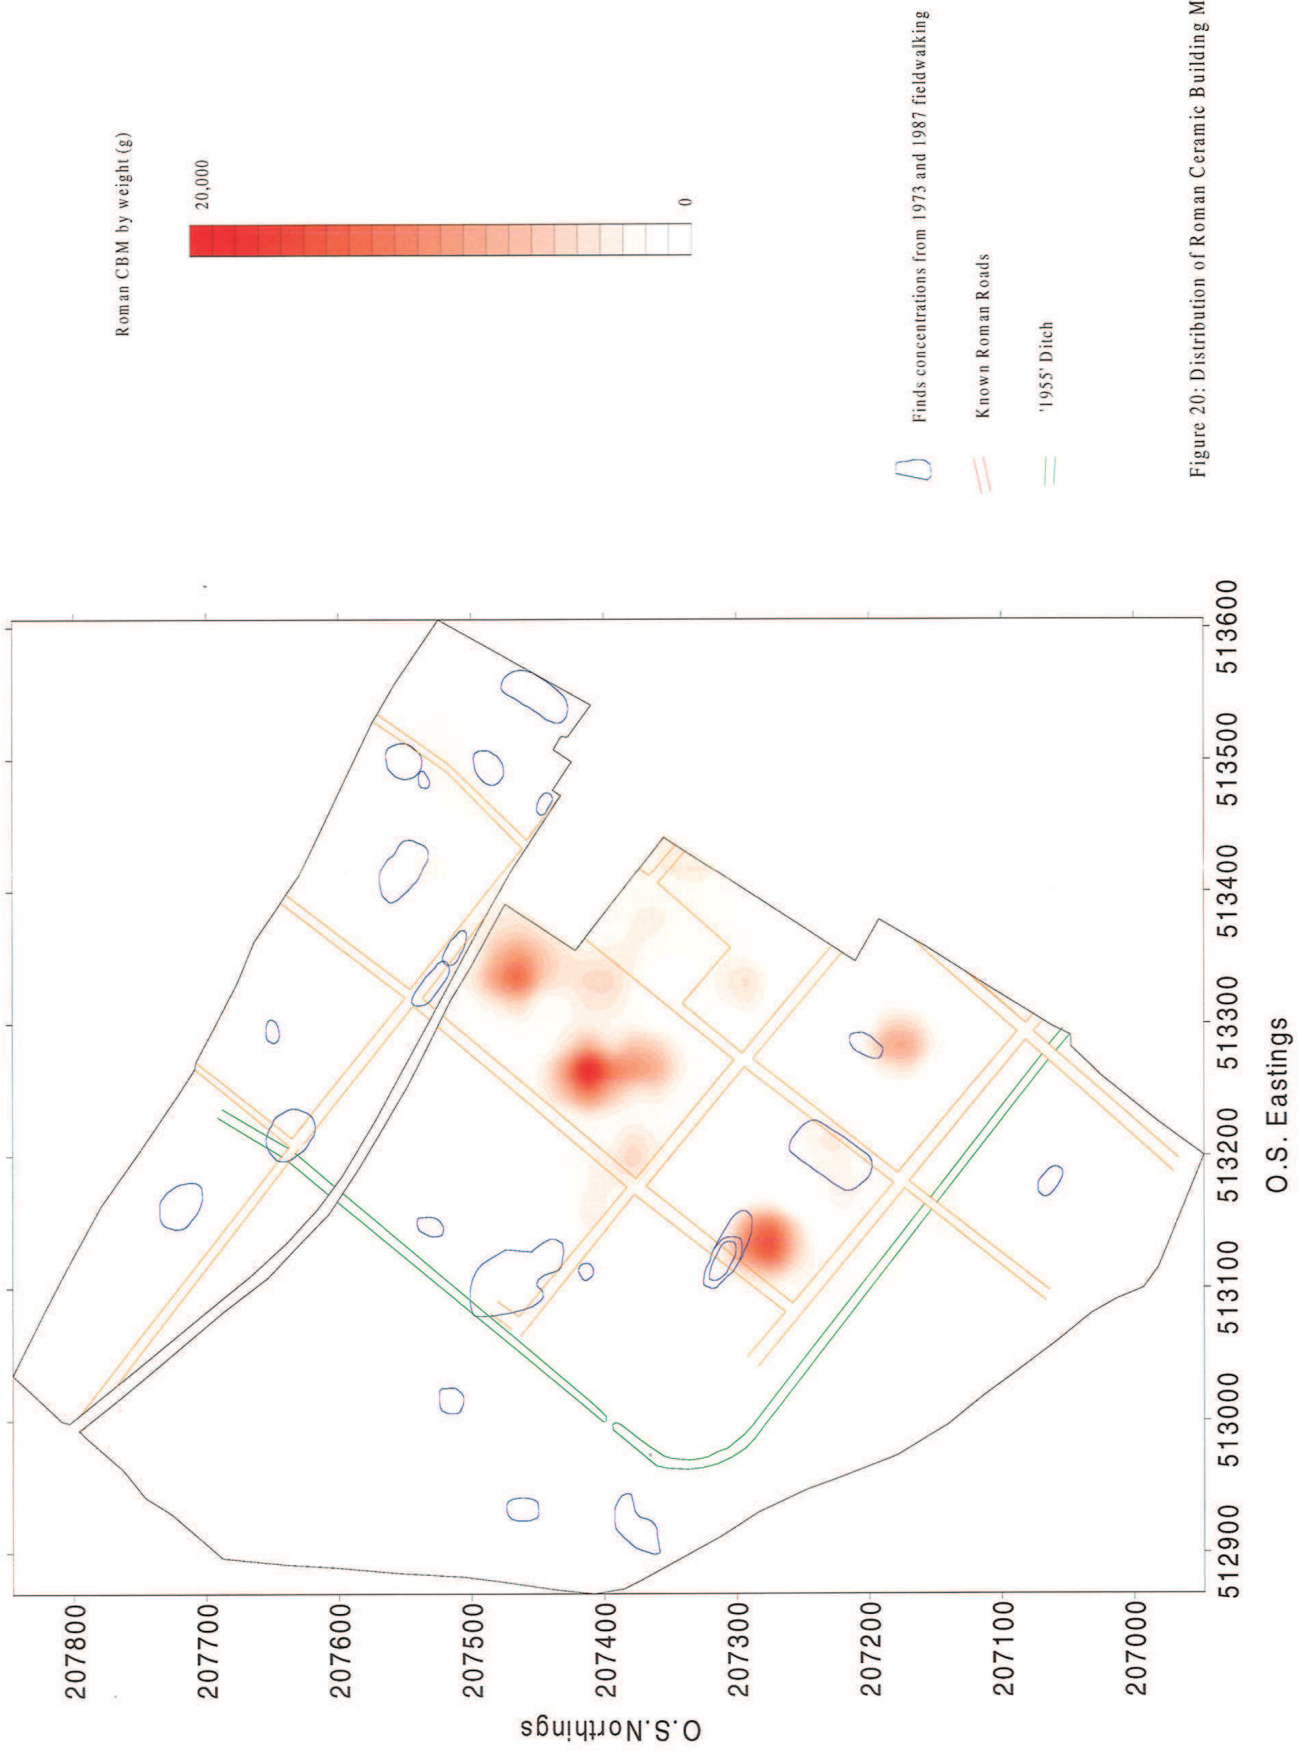 Roman CBM by weight (g)
20,000
0
Finds concentrations from 1973 and 1987 fieldwalking
Known Roman Roads
'1955' Ditch
207800
207700
207600
207500
207400
207300
207200
207100
207000
O.S.Northings
512900
513000
513100
513200
513300
513400
513500
513600
O.S. Eastings
Figure 20: Distribution of Roman Ceramic Building M